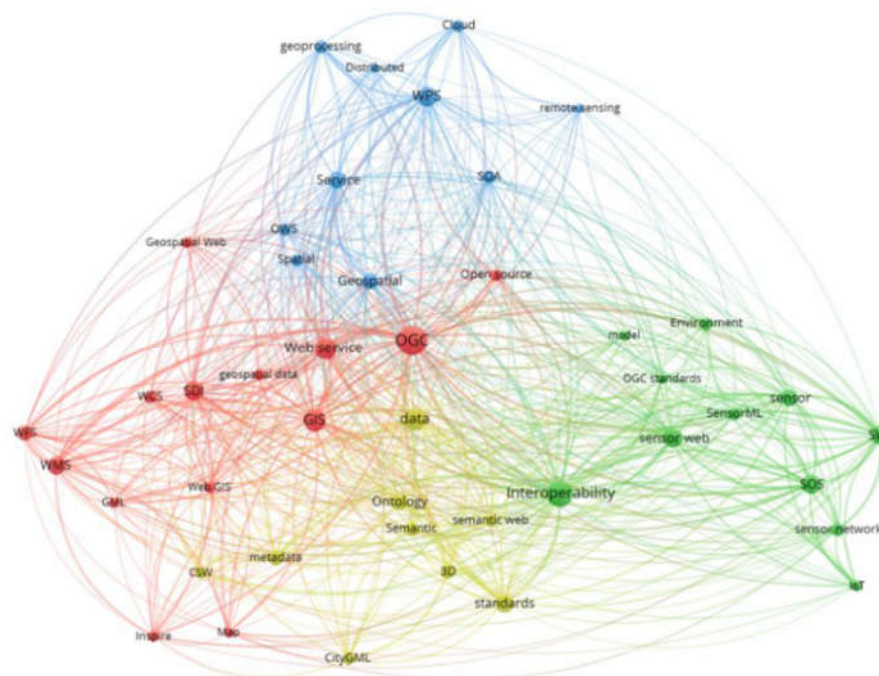 Cloud
geoprocessing
Distributed
WPS
remote sensing
Service
SOA
OWS
Geospatial Web
Spatial
Geospatial
Open source
Environment
model
OGC
Web service
geospatial data
OGC standards
WCS
SDI
sensor
SensorML
GIS
data
sensor web
WMS
Interoperability
SOS
Web GIS
GML
Ontology
semantic web
Semantic
sensor network
metadata
CSW
3D
IoT
standards
Inspire
Map
CityGML